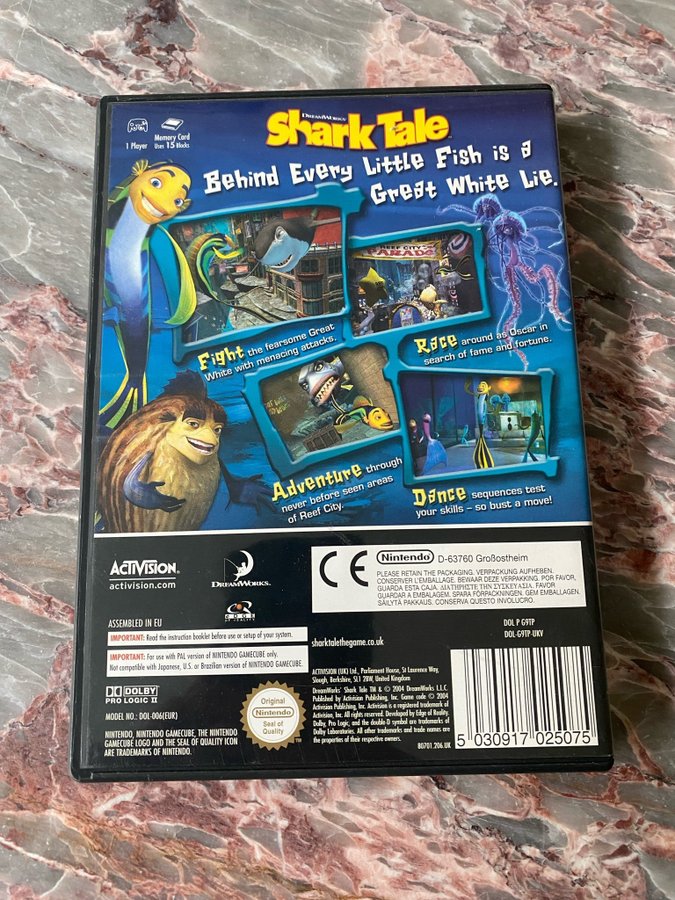 1 Player
Memory Card
Uses 15 Blocks
DREAMWORKS
Shark Tale
Behind Every Little Fish is a
Great White Lie.
REEF CITY
Fight the fearsome Great
White with menacing attacks.
Race around as Oscar in
search of fame and fortune.
Adventure through
never before seen areas
of Reef City.
Dance sequences test
your skills – so bust a move!
ACTIVISION®
activision.com
DREAMWORKS
EDGE
OF REALITY
CE
Nintendo® D-63760 Großostheim
PLEASE RETAIN THE PACKAGING. VERPACKUNG AUFHEBEN.
CONSERVER L'EMBALLAGE. BEWAAR DEZE VERPAKKING. POR FAVOR,
GUARDA ESTA CAJA. ΔΙΑΤΗΡΗΣΤΕ ΤΗΝ ΣΥΣΚΕΥΑΣΙΑ. FAVOR
GUARDAR A EMBALAGEM. SPARA FÖRPACKNINGEN. GEM EMBALLAGEN.
SÄILYTÄ PAKKAUS. CONSERVA QUESTO INVOLUCRO.
ASSEMBLED IN EU
IMPORTANT: Read the instruction booklet before use or setup of your system.
IMPORTANT: For use with PAL version of NINTENDO GAMECUBE only.
Not compatible with Japanese, U.S. or Brazilian version of NINTENDO GAMECUBE.
DOLBY
PRO LOGIC II
MODEL NO.: DOL-006(EUR)
NINTENDO, NINTENDO GAMECUBE, THE NINTENDO
GAMECUBE LOGO AND THE SEAL OF QUALITY ICON
ARE TRADEMARKS OF NINTENDO.
Original
Nintendo
Seal of
Quality
sharktalethegame.co.uk
DOL P G9TP
DOL-G9TP-UKV
ACTIVISION (UK) Ltd., Parliament House, St Laurence Way,
Slough, Berkshire, SL1 2BW, United Kingdom
DreamWorks' Shark Tale TM & © 2004 DreamWorks L.L.C.
Published by Activision Publishing, Inc. Game code © 2004
Activision, Inc. Activision is a registered trademark of
Activision, Inc. All rights reserved. Developed by Edge of Reality.
Dolby, Pro Logic, and the double-D symbol are trademarks of
Dolby Laboratories. All other trademarks and trade names are
the properties of their respective owners.
80701.206.UK
5 030917 025075